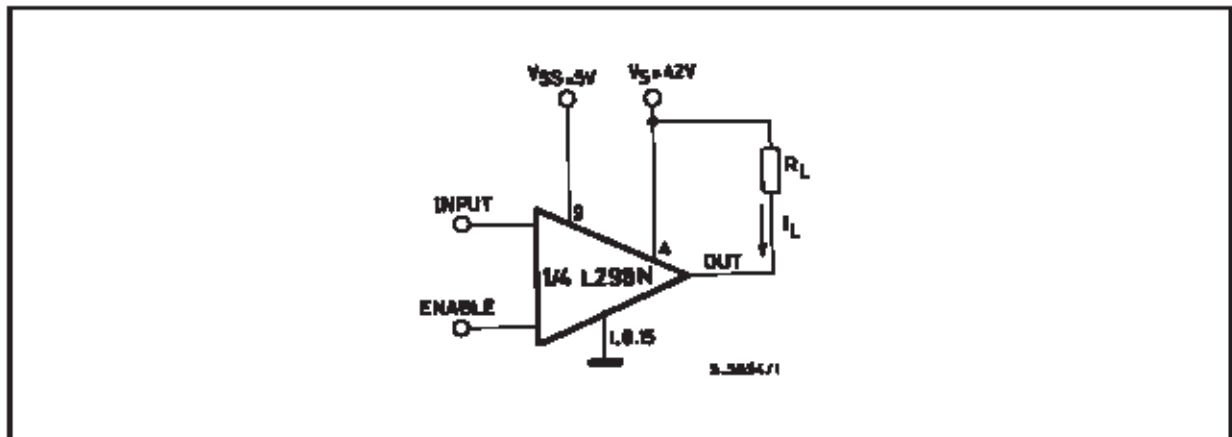 VSS=5V
VS=42V
RL
INPUT
9
IL
4
OUT
1/4 L298N
ENABLE
1,8,15